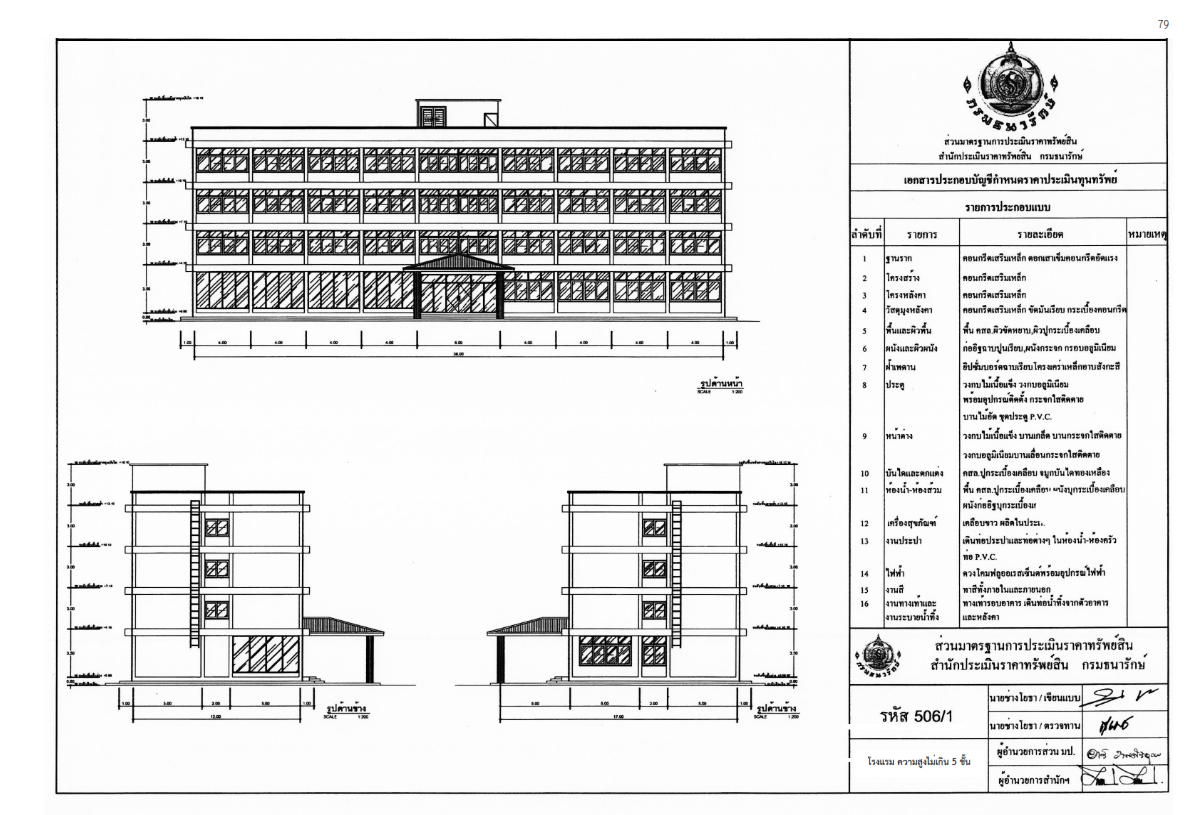 79
กรมธนารักษ์
ส่วนมาตรฐานการประเมินราคาทรัพย์สิน
สำนักประเมินราคาทรัพย์สิน กรมธนารักษ์
เอกสารประกอบบัญชีกำหนดราคาประเมินทุนทรัพย์
รายการประกอบแบบ
ลำดับที่ รายการ รายละเอียด หมายเหตุ
1 ฐานราก คอนกรีตเสริมเหล็ก ตอกเสาเข็มคอนกรีตอัดแรง
2 โครงสร้าง คอนกรีตเสริมเหล็ก
3 โครงหลังคา คอนกรีตเสริมเหล็ก
4 วัสดุมุงหลังคา คอนกรีตเสริมเหล็ก ขัดมันเรียบ กระเบื้องคอนกรีต
5 พื้นและผิวพื้น พื้น คสล.ผิวขัดหยาบ,ผิวปูกระเบื้องเคลือบ
6 ผนังและผิวผนัง ก่ออิฐฉาบปูนเรียบ,ผนังกระจก กรอบอลูมิเนียม
7 ฝ้าเพดาน ยิปซั่มบอร์ดฉาบเรียบโครงเคร่าเหล็กอาบสังกะสี
8 ประตู วงกบไม้เนื้อแข็ง วงกบอลูมิเนียม
พร้อมอุปกรณ์ติดตั้ง กระจกใสติดตาย
บานไม้อัด ชุดประตู P.V.C.
9 หน้าต่าง วงกบไม้เนื้อแข็ง บานเกล็ด บานกระจกใสติดตาย
วงกบอลูมิเนียมบานเลื่อนกระจกใสติดตาย
10 บันไดและตกแต่ง คสล.ปูกระเบื้องเคลือบ จมูกบันไดทองเหลือง
11 ห้องน้ำ-ห้องส้วม พื้น คสล.ปูกระเบื้องเคลือบ ผนังบุกระเบื้องเคลือบ
ผนังก่ออิฐบุกระเบื้อง
12 เครื่องสุขภัณฑ์ เคลือบขาว ผลิตในประเ
13 งานประปา เดินท่อประปาและท่อต่างๆ ในห้องน้ำ-ห้องครัว
ท่อ P.V.C.
14 ไฟฟ้า ดวงโคมฟลูออเรสเซ็นต์พร้อมอุปกรณ์ไฟฟ้า
15 งานสี ทาสีทั้งภายในและภายนอก
16 งานทางเท้าและ ทางเท้ารอบอาคาร เดินท่อน้ำทิ้งจากตัวอาคาร
งานระบายน้ำทิ้ง และหลังคา
ส่วนมาตรฐานการประเมินราคาทรัพย์สิน
สำนักประเมินราคาทรัพย์สิน กรมธนารักษ์
รหัส 506/1
นายช่างโยธา / เขียนแบบ
นายช่างโยธา / ตรวจทาน
โรงแรม ความสูงไม่เกิน 5 ชั้น
ผู้อำนวยการส่วน มป.
ผู้อำนวยการสำนักฯ
1.00 4.00 4.00 4.00 4.00 4.00 4.00 4.00 1.00
รูปด้านหน้า
SCALE 1:200
1.00 2.00 1.00
12.00
รูปด้านข้าง
SCALE 1:200
2.00 1.00
17.00
รูปด้านข้าง
SCALE 1:200